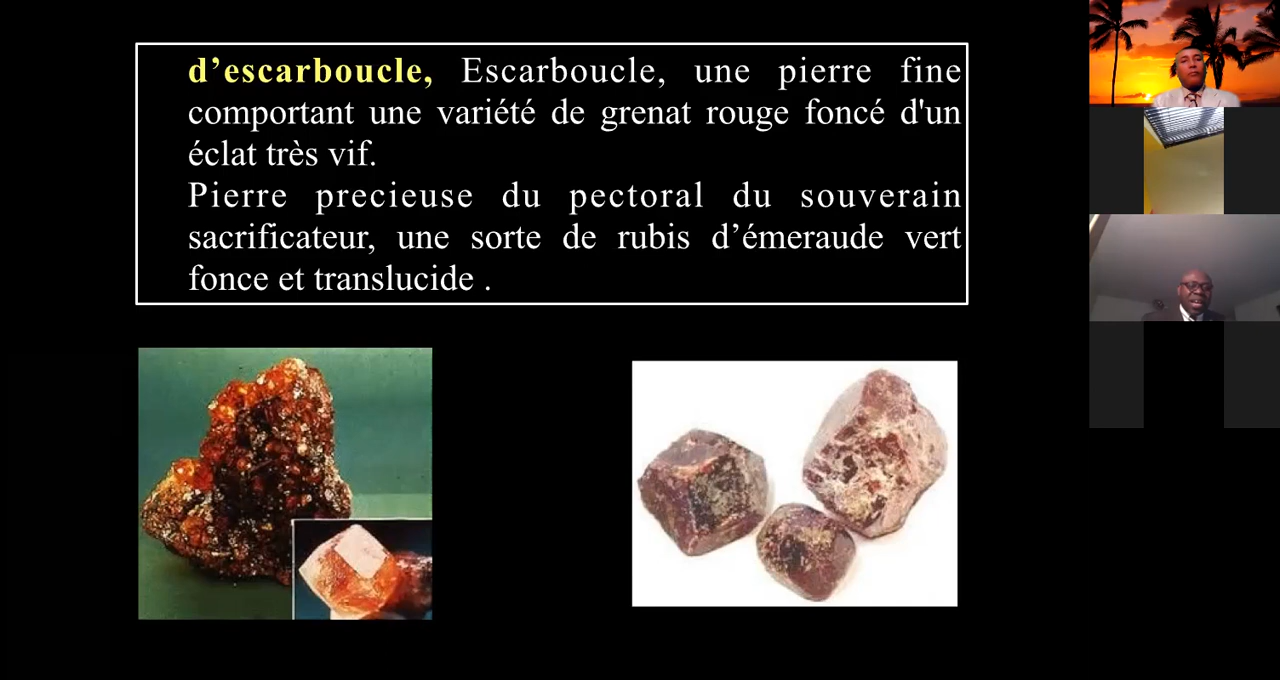 d’escarboucle, Escarboucle, une pierre fine
comportant une variété de grenat rouge foncé d'un
éclat très vif.
Pierre precieuse du pectoral du souverain
sacrificateur, une sorte de rubis d’émeraude vert
fonce et translucide .